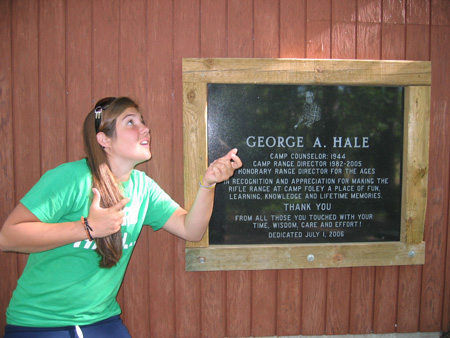 GEORGE A. HALE
CAMP COUNSELOR: 1944
CAMP RANGE DIRECTOR 1982-2005
HONORARY RANGE DIRECTOR FOR THE AGES
IN RECOGNITION AND APPRECIATION FOR MAKING THE
RIFLE RANGE AT CAMP FOLEY A PLACE OF FUN,
LEARNING, KNOWLEDGE AND LIFETIME MEMORIES.
THANK YOU
FROM ALL THOSE YOU TOUCHED WITH YOUR
TIME, WISDOM, CARE AND EFFORT!
DEDICATED JULY 1, 2006